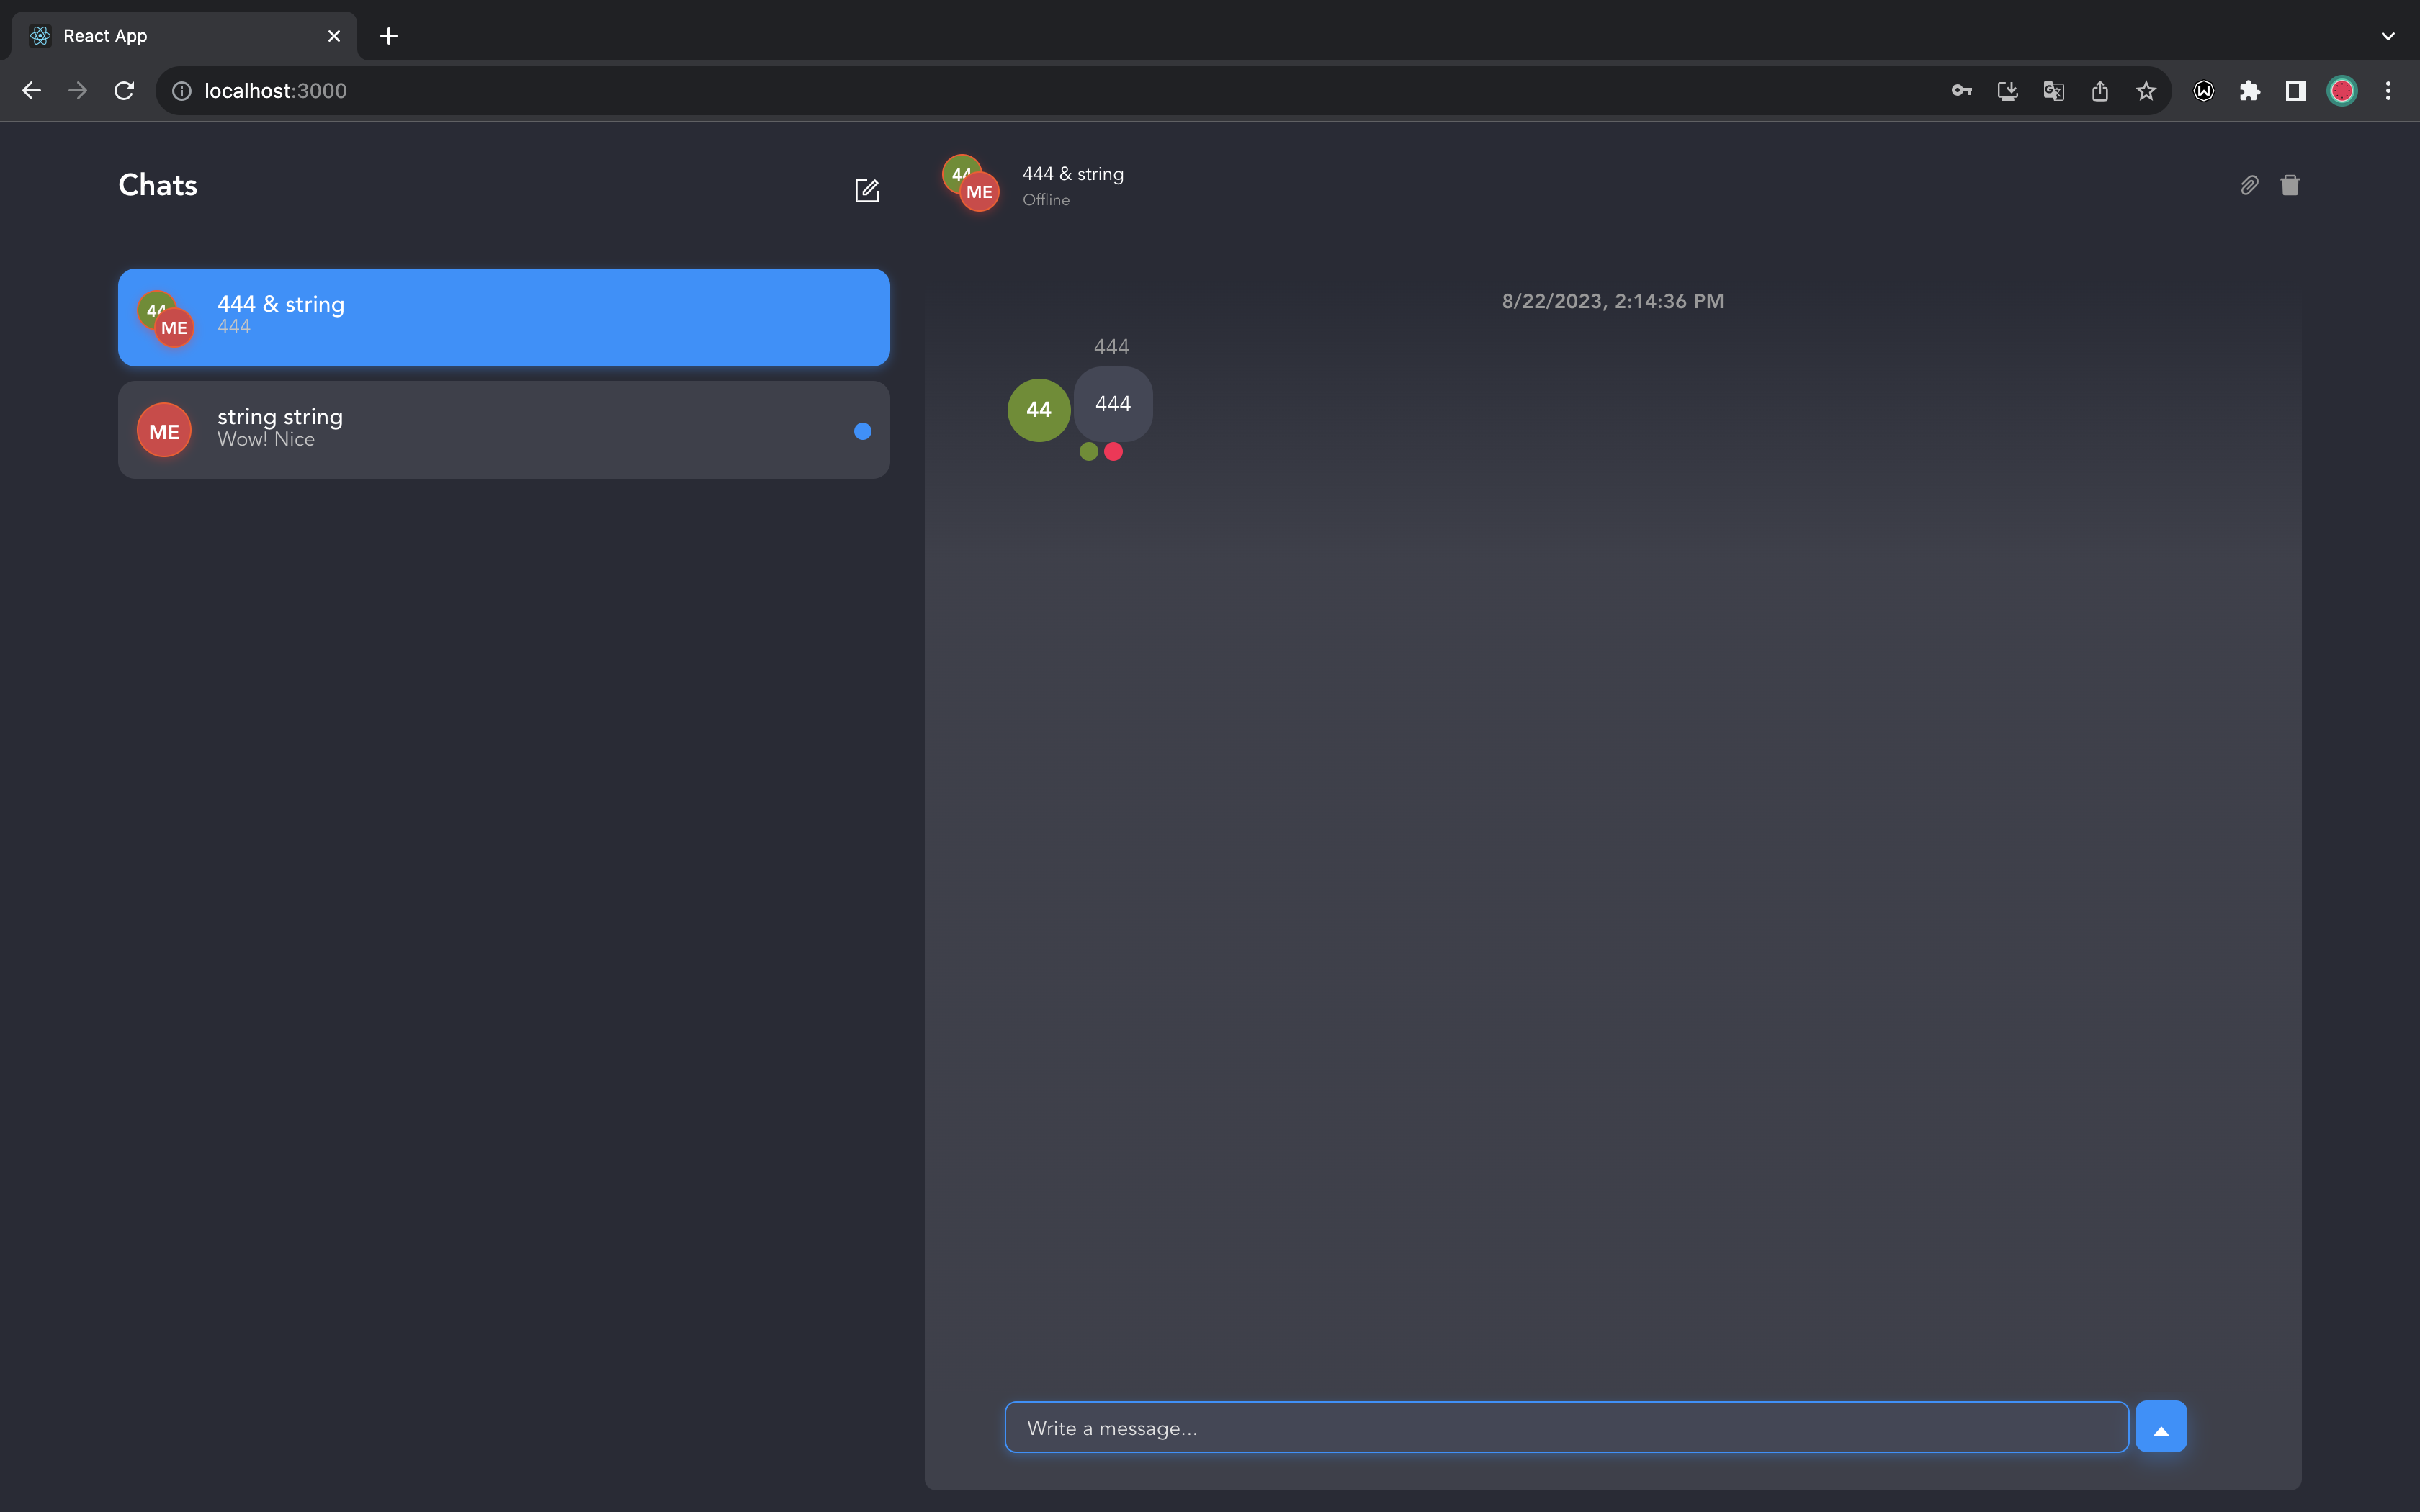 React App
localhost:3000
Chats
44
ME
444 & string
Offline
44
ME
444 & string
444
ME
string string
Wow! Nice
8/22/2023, 2:14:36 PM
444
44
444
Write a message...